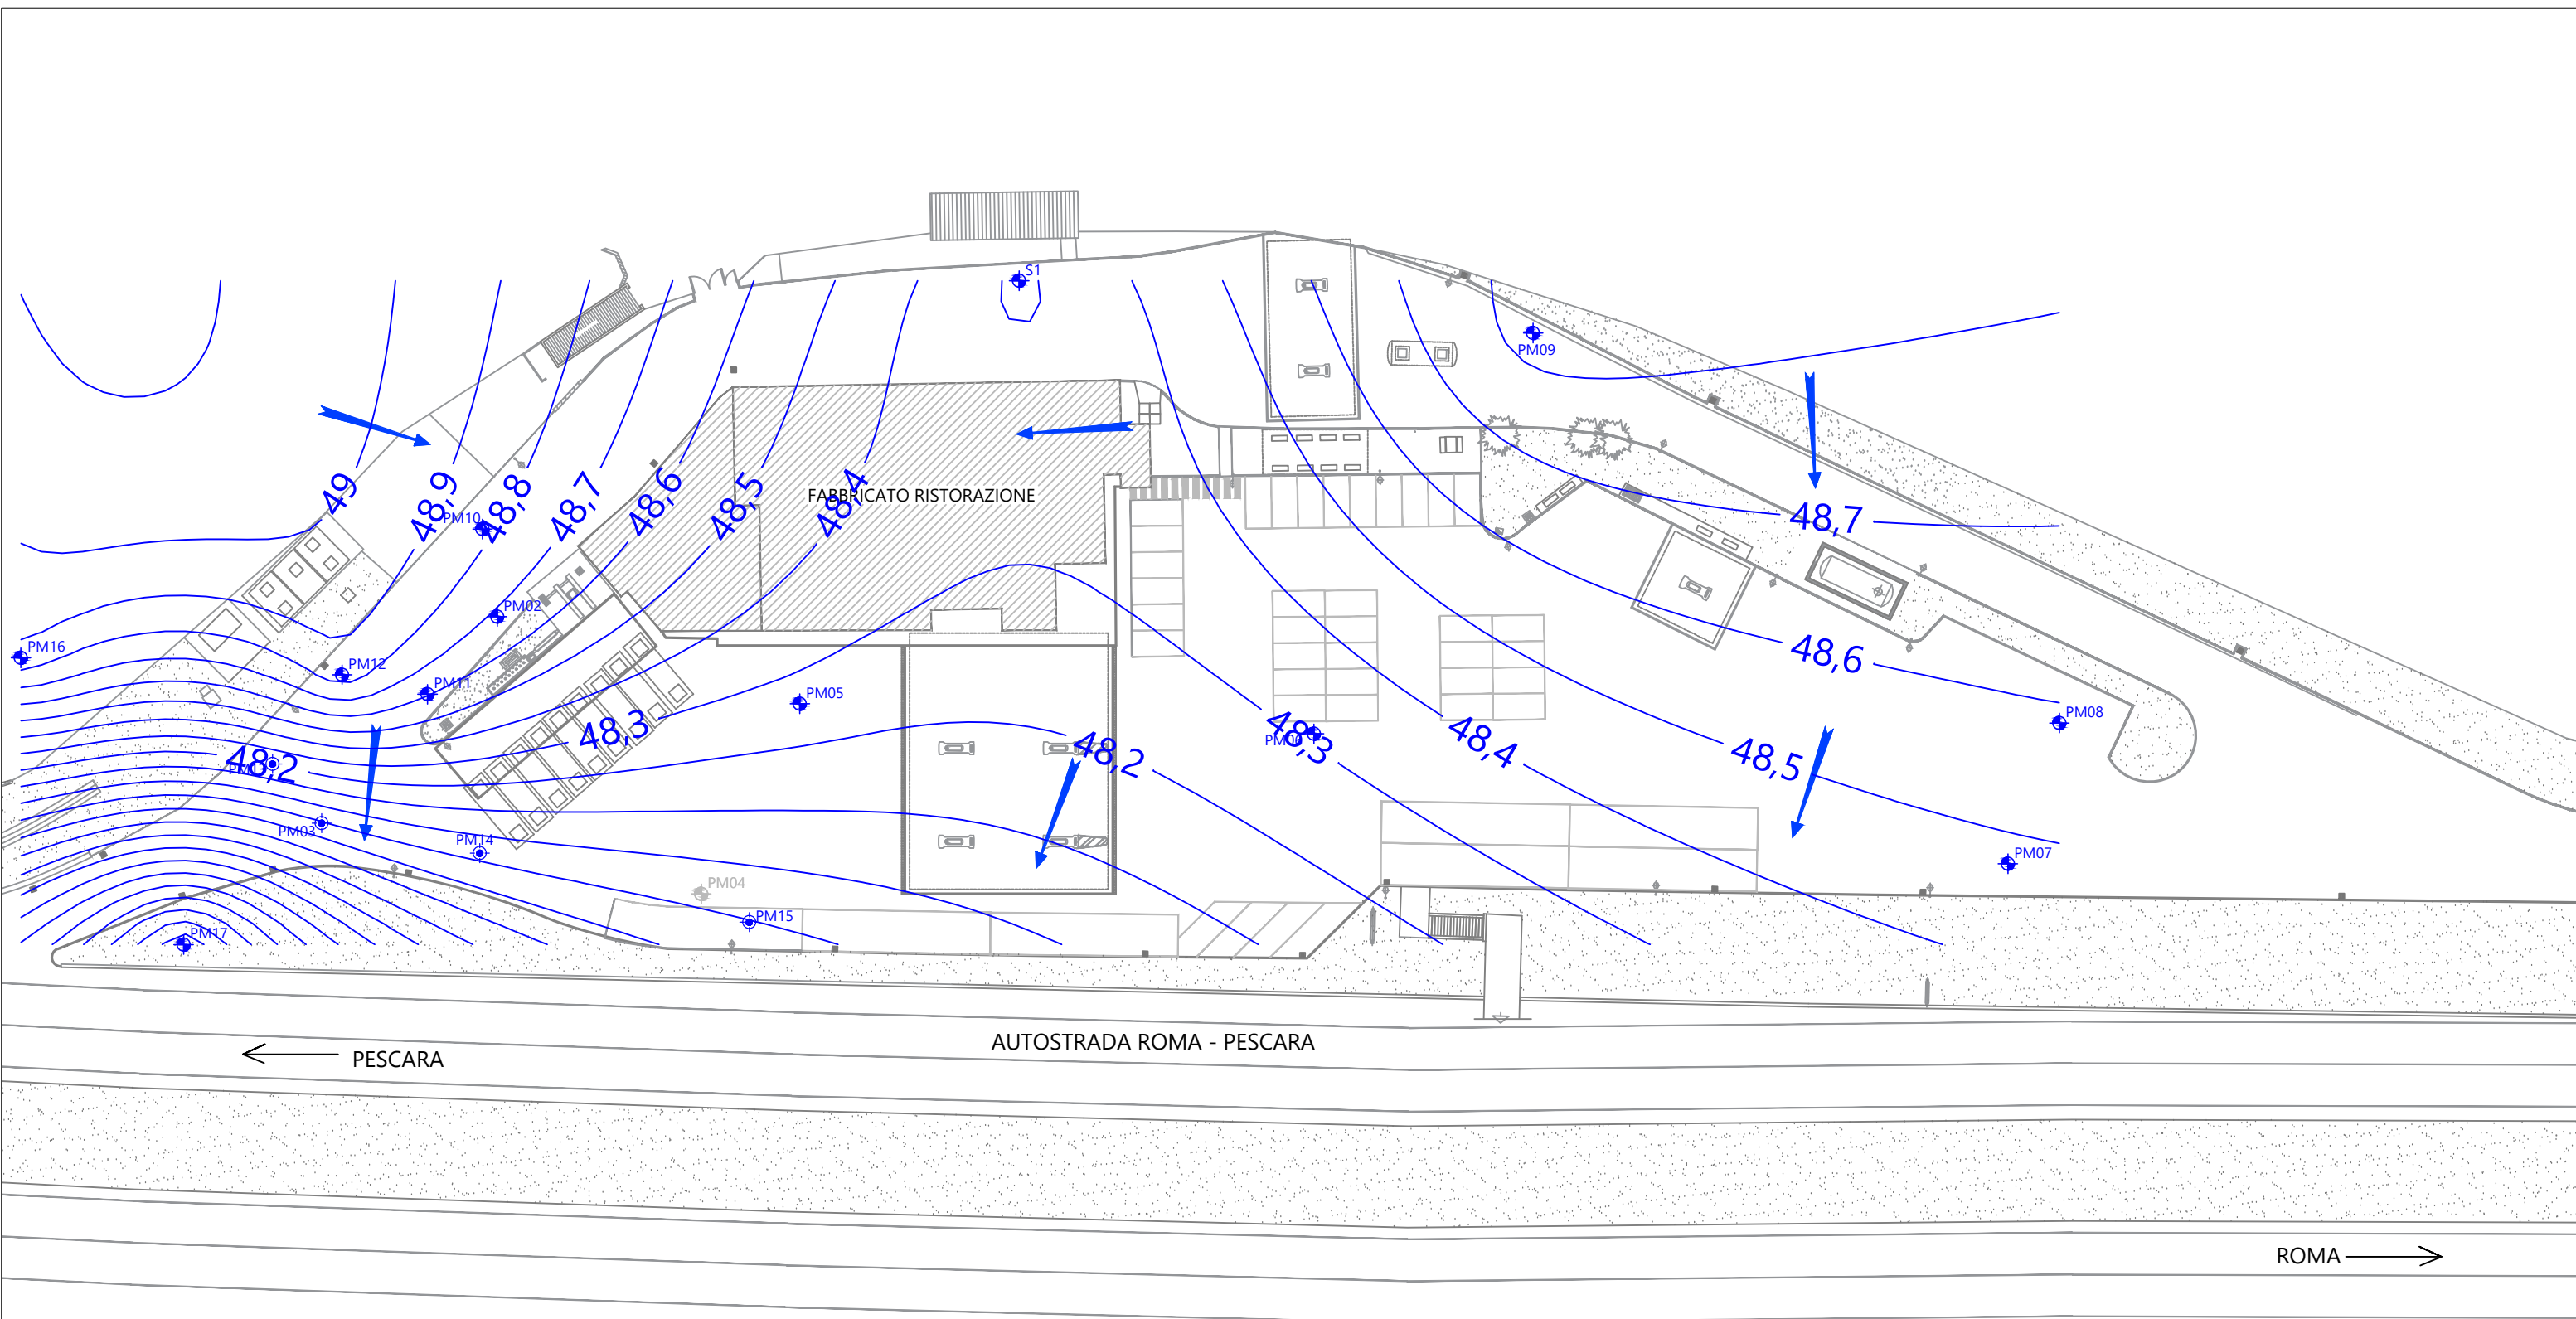 S1
PM09
49
48,9
48,8
48,7
48,6
48,5
48,4
FABBRICATO RISTORAZIONE
PM10
48,7
PM02
PM16
PM12
PM11
48,6
PM05
PM08
48,3
48,3
PM06
48,4
48,2
48,5
48,2
PM13
PM03
PM14
PM07
PM04
PM15
PM17
AUTOSTRADA ROMA - PESCARA
PESCARA
ROMA